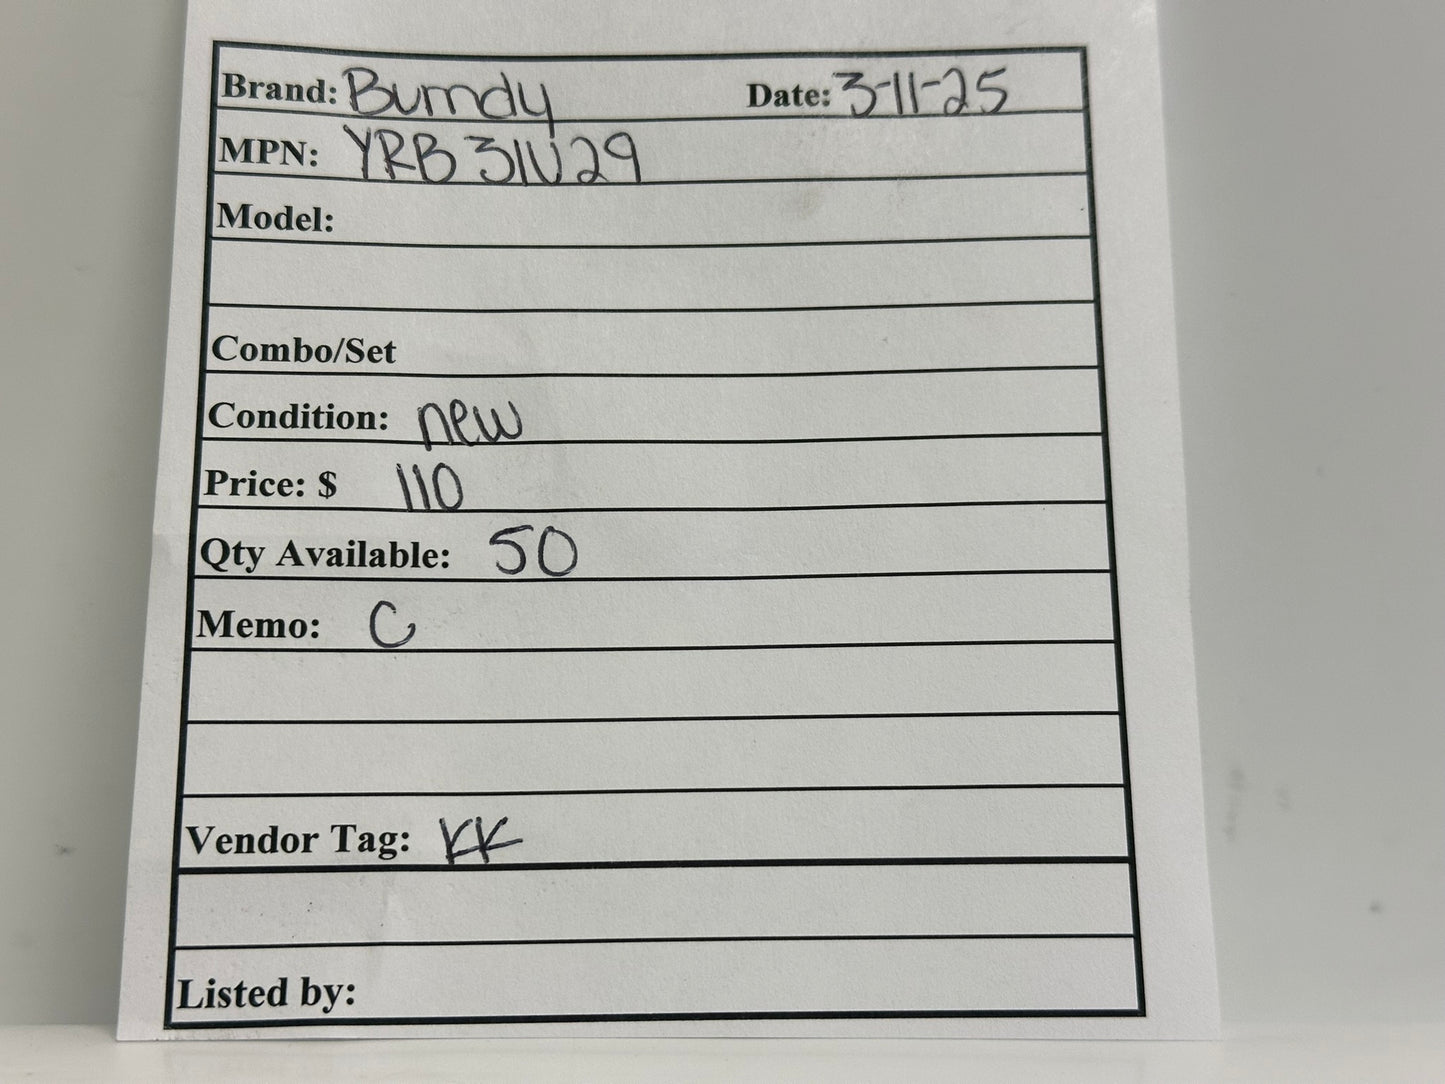 Brand: Burndy Date: 3-11-25
MPN: YRB31U29
Model:
Combo/Set
Condition: new
Price: $ 110
Qty Available: 50
Memo: C
Vendor Tag: KK
Listed by: